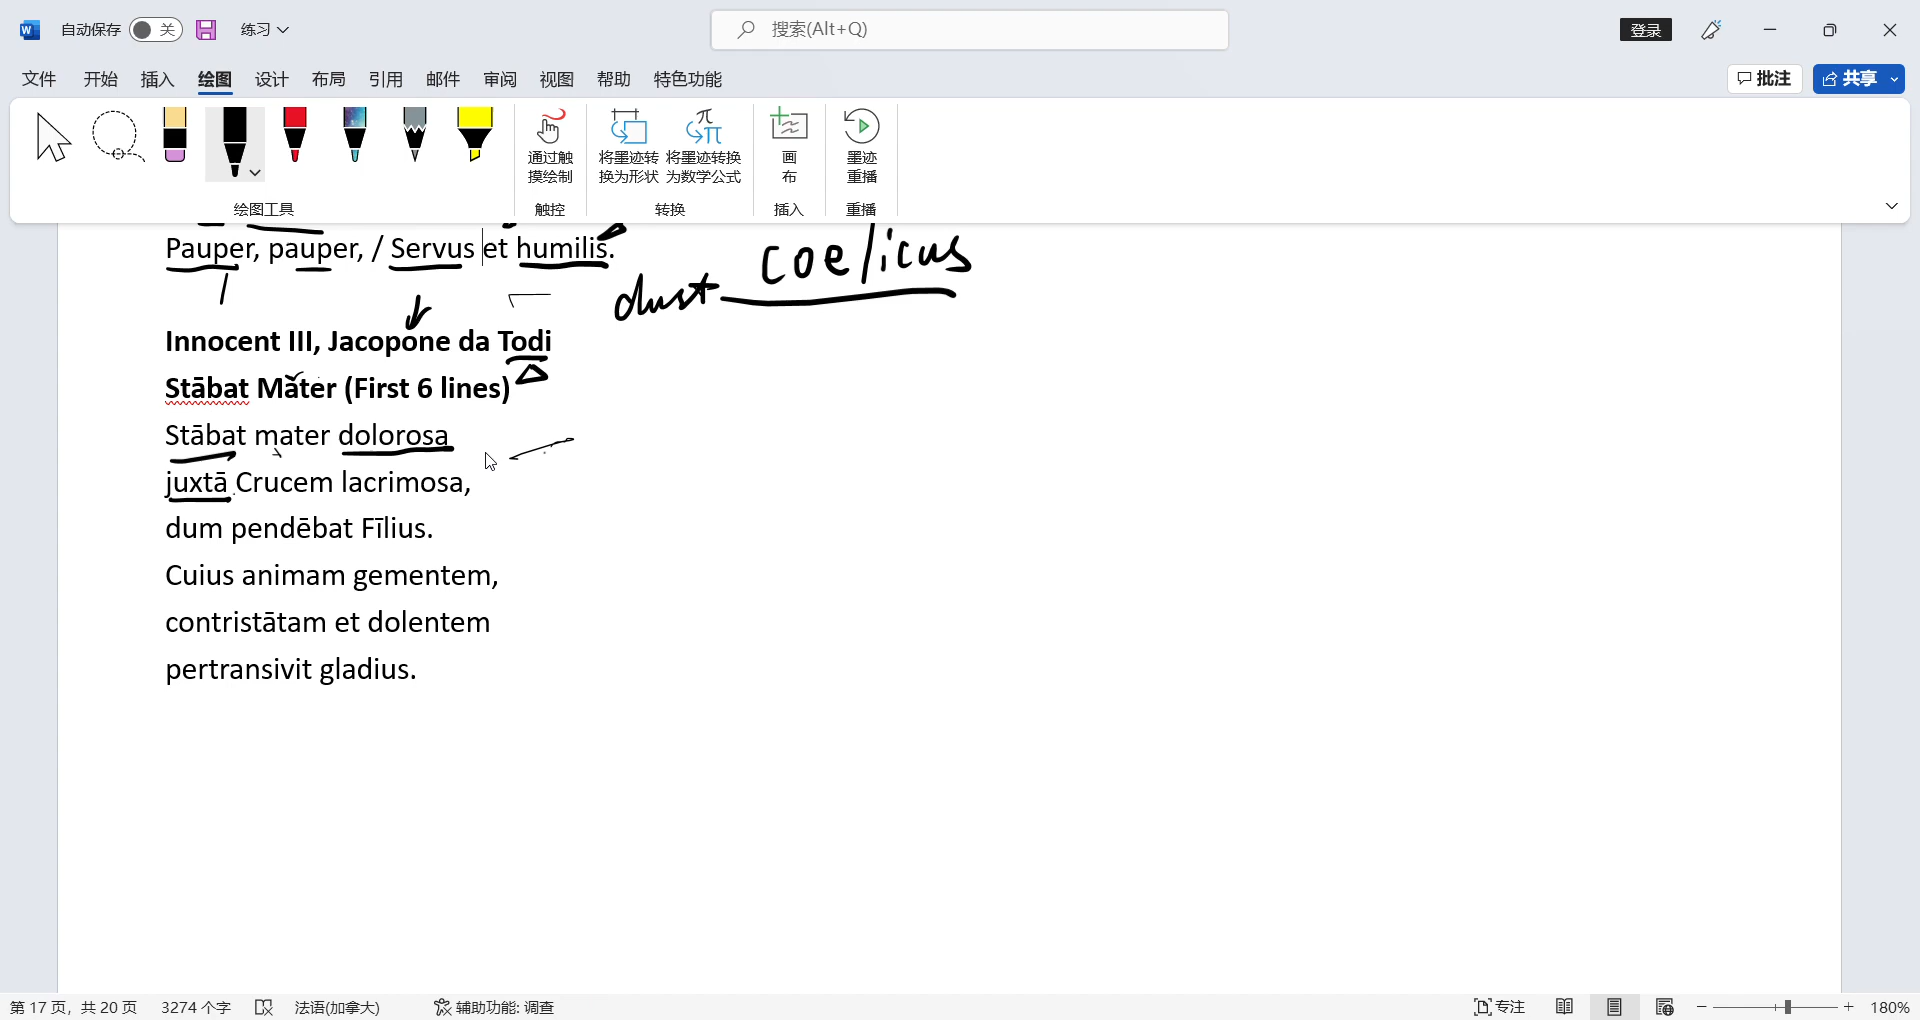 自动保存 关 练习
搜索(Alt+Q)
登录
文件 开始 插入 绘图 设计 布局 引用 邮件 审阅 视图 帮助 特色功能
批注 共享
通过触摸绘制
将墨迹转换为形状
将墨迹转换为数学公式
画布
墨迹重播
绘图工具 触控 转换 插入 重播
Pauper, pauper, / Servus et humilis.
coelicus
dust
Innocent III, Jacopone da Todi
Stābat Māter (First 6 lines)
Stābat mater dolorosa
juxtā Crucem lacrimosa,
dum pendēbat Fīlius.
Cuius animam gementem,
contristātam et dolentem
pertransivit gladius.
第 17 页，共 20 页 3274 个字 法语(加拿大) 辅助功能: 调查 专注 180%